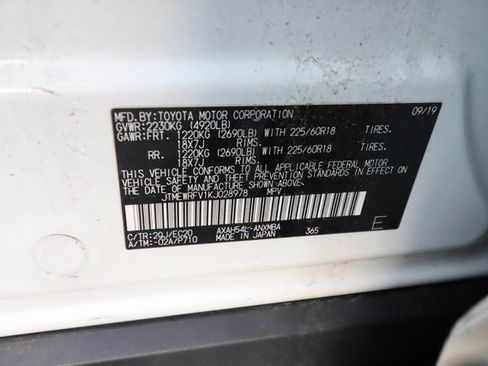 MFD. BY: TOYOTA MOTOR CORPORATION 09/19
GVWR: 2230KG (4920LB)
GAWR: FRT. 1220KG (2690LB) WITH 225/60R18 TIRES.
18X7J RIMS.
RR. 1220KG (2690LB) WITH 225/60R18 TIRES.
18X7J RIMS.
THIS VEHICLE CONFORMS TO ALL APPLICABLE FEDERAL MOTOR
VEHICLE SAFETY AND THEFT PREVENTION STANDARDS IN EFFECT
ON THE DATE OF MANUFACTURE SHOWN ABOVE.
JTMEWRFV1KJ028978 MPV
C/TR: 20J/EC20 AXAH54L-ANXMBA 365 E
A/TM: -02A/P710 MADE IN JAPAN